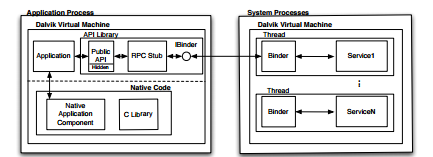 Application Process
System Processes
Dalvik Virtual Machine
Dalvik Virtual Machine
API Library
Thread
Application
Public
API
Hidden
RPC Stub
IBinder
Binder
Service1
Native Code
Native
Application
Component
C Library
Thread
Binder
ServiceN